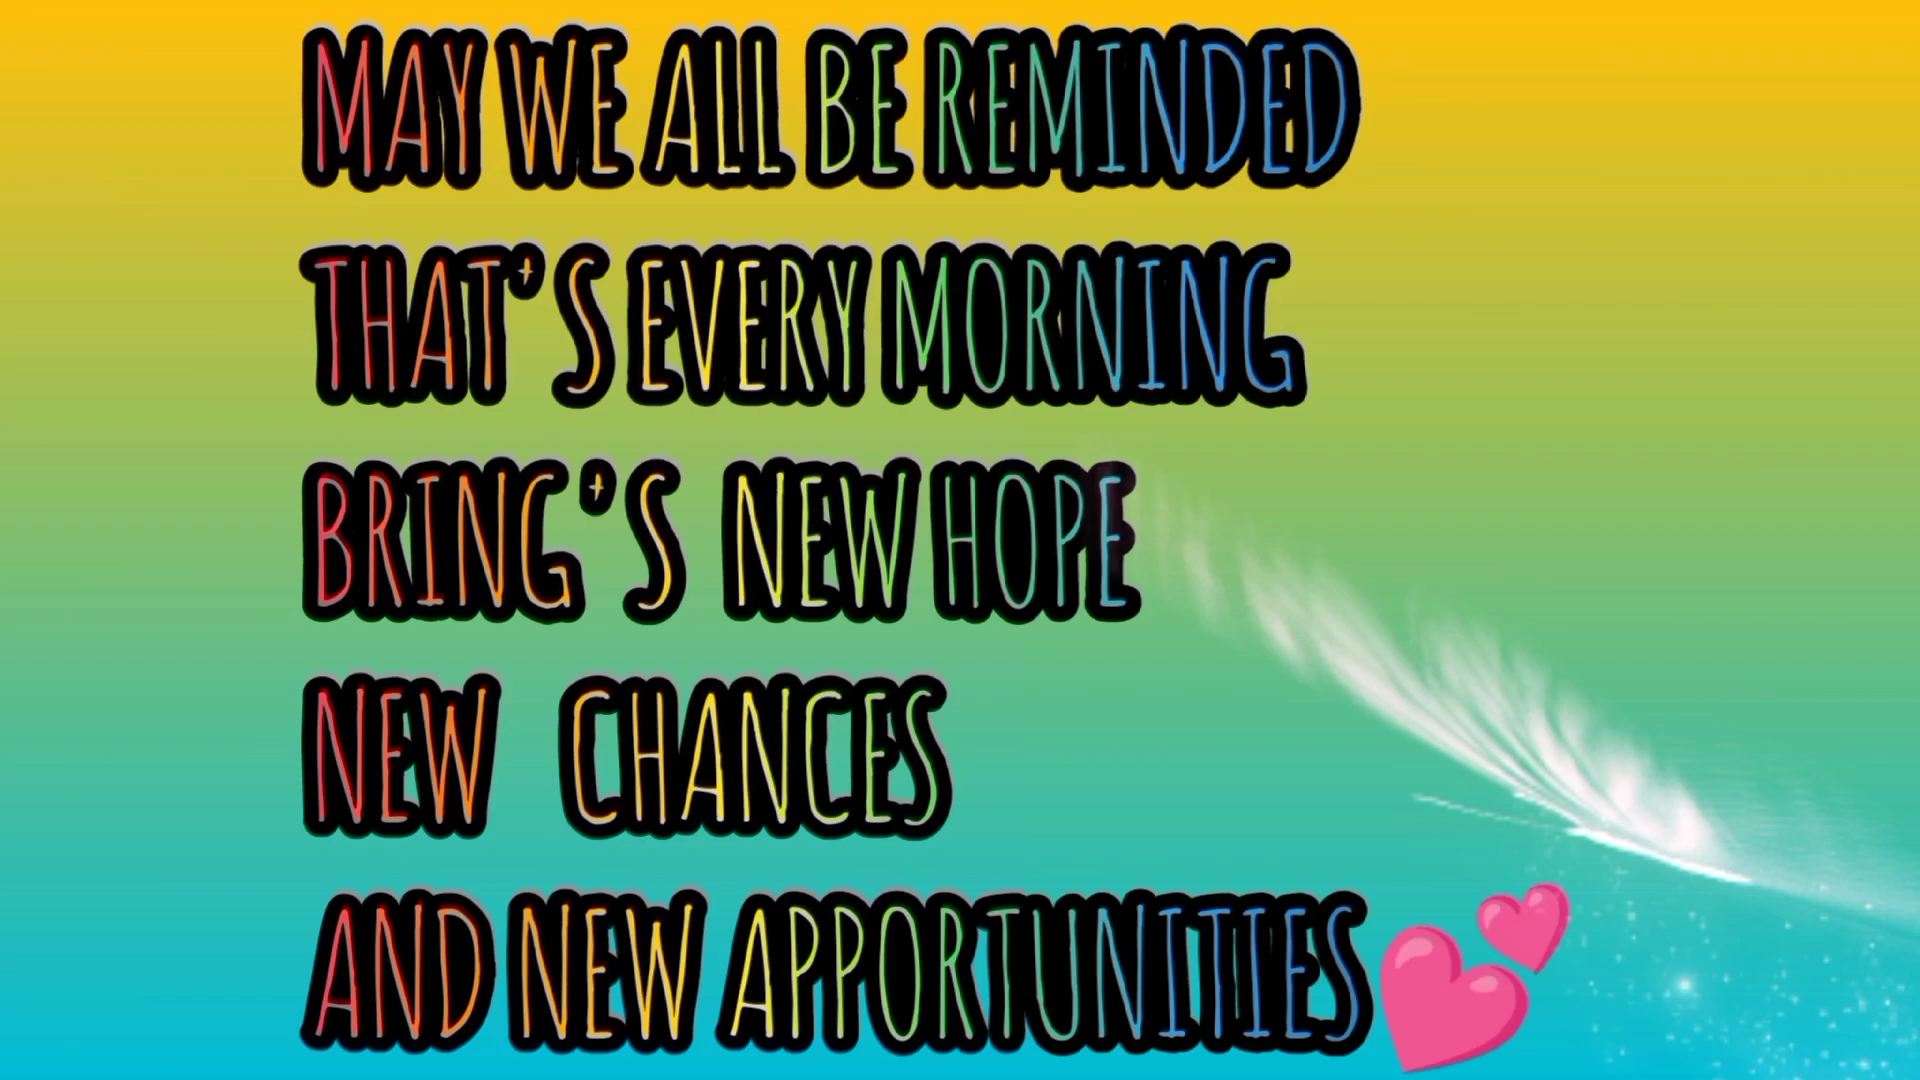 MAY WE ALL BE REMINDED
THAT'S EVERY MORNING
BRING'S NEW HOPE
NEW CHANCES
AND NEW APPORTUNITIES